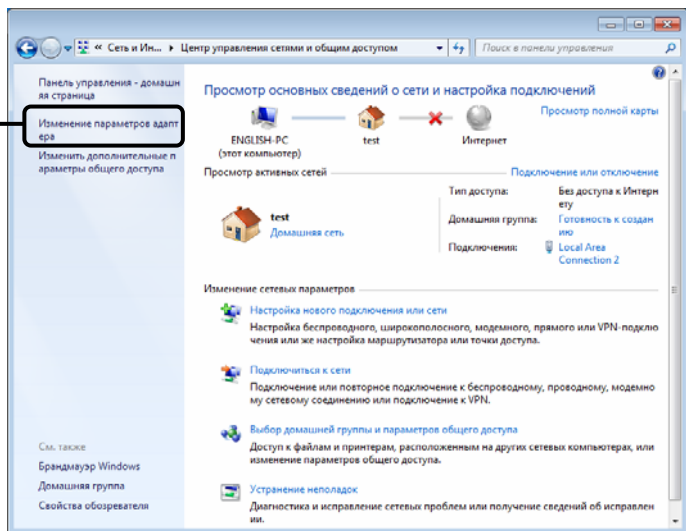 « Сеть и Ин... ▸ Центр управления сетями и общим доступом
Поиск в панели управления
Панель управления - домашн
яя страница
Изменение параметров адапт
ера
Изменить дополнительные п
араметры общего доступа
Просмотр основных сведений о сети и настройка подключений
Просмотр полной карты
ENGLISH-PC
(этот компьютер)
test
Интернет
Просмотр активных сетей
Подключение или отключение
test
Домашняя сеть
Тип доступа: Без доступа к Интерн
ету
Домашняя группа: Готовность к создан
ию
Подключения: Local Area
Connection 2
Изменение сетевых параметров
Настройка нового подключения или сети
Настройка беспроводного, широкополосного, модемного, прямого или VPN-подклю
чения или же настройка маршрутизатора или точки доступа.
Подключиться к сети
Подключение или повторное подключение к беспроводному, проводному, модемно
му сетевому соединению или подключение к VPN.
Выбор домашней группы и параметров общего доступа
Доступ к файлам и принтерам, расположенным на других сетевых компьютерах, или
изменение параметров общего доступа.
Устранение неполадок
Диагностика и исправление сетевых проблем или получение сведений об исправлен
ии.
См. также
Брандмауэр Windows
Домашняя группа
Свойства обозревателя